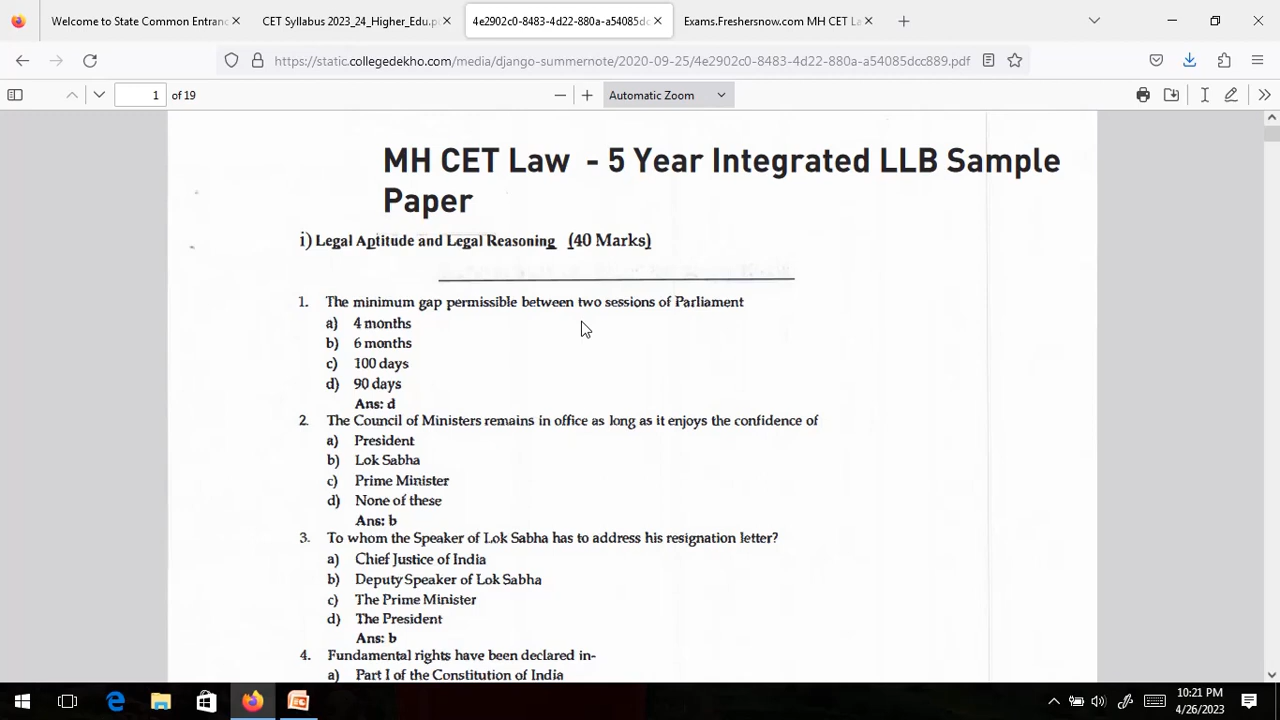 Welcome to State Common Entranc
CET Syllabus 2023_24_Higher_Edu.p
4e2902c0-8483-4d22-880a-a54085dc
Exams.Freshersnow.com MH CET La
https://static.collegedekho.com/media/django-summernote/2020-09-25/4e2902c0-8483-4d22-880a-a54085dcc889.pdf
1 of 19
Automatic Zoom
MH CET Law - 5 Year Integrated LLB Sample
Paper
i) Legal Aptitude and Legal Reasoning (40 Marks)
1. The minimum gap permissible between two sessions of Parliament
a) 4 months
b) 6 months
c) 100 days
d) 90 days
Ans: d
2. The Council of Ministers remains in office as long as it enjoys the confidence of
a) President
b) Lok Sabha
c) Prime Minister
d) None of these
Ans: b
3. To whom the Speaker of Lok Sabha has to address his resignation letter?
a) Chief Justice of India
b) Deputy Speaker of Lok Sabha
c) The Prime Minister
d) The President
Ans: b
4. Fundamental rights have been declared in-
a) Part I of the Constitution of India
10:21 PM
4/26/2023